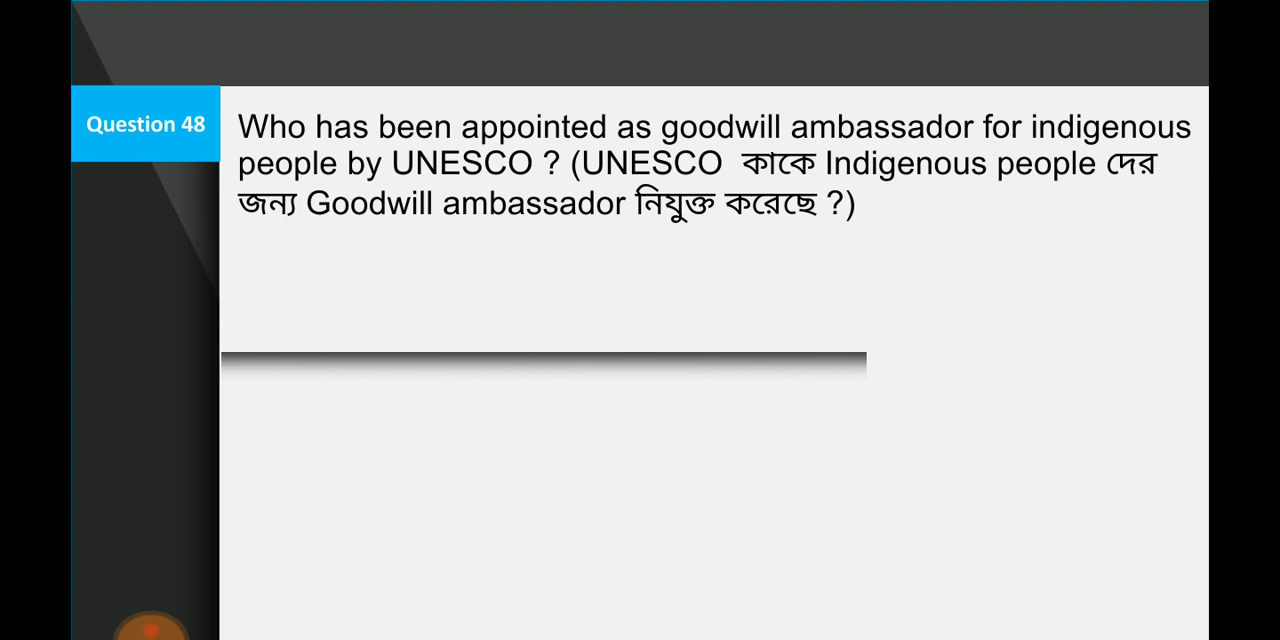 Question 48
Who has been appointed as goodwill ambassador for indigenous
people by UNESCO ? (UNESCO কাকে Indigenous people দের
জন্য Goodwill ambassador নিযুক্ত করেছে ?)